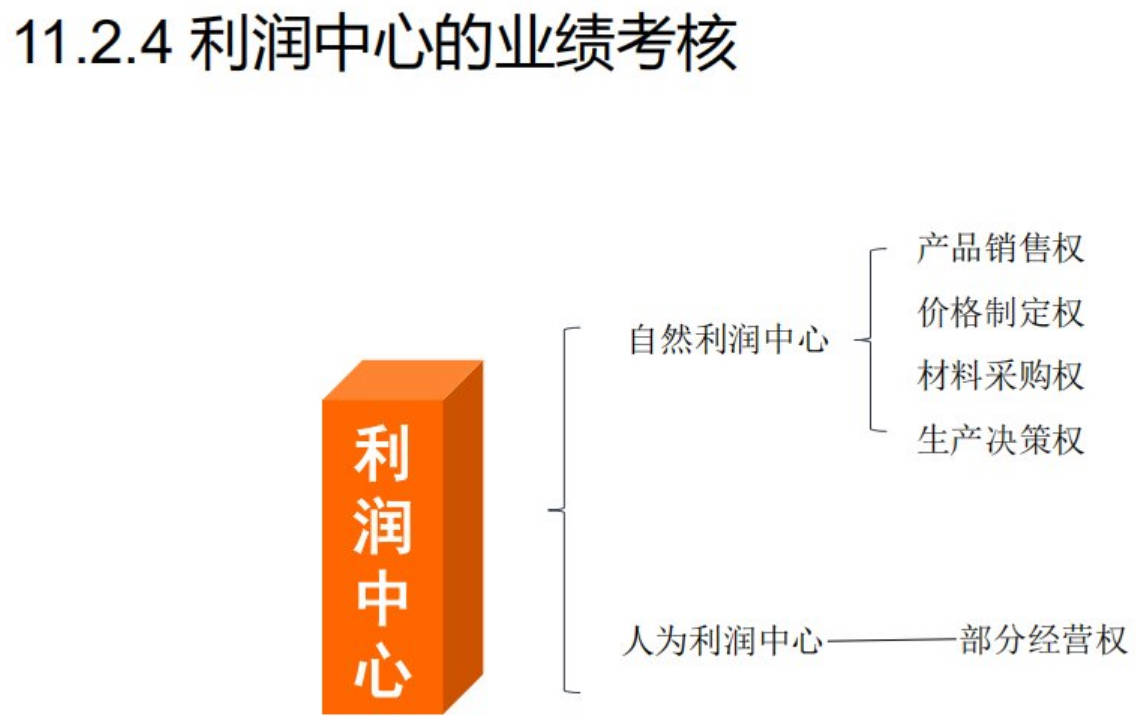 11.2.4 利润中心的业绩考核
利润中心
自然利润中心
产品销售权
价格制定权
材料采购权
生产决策权
人为利润中心
部分经营权